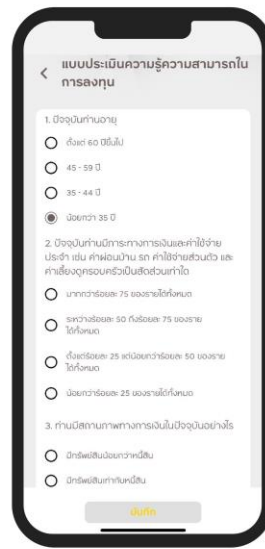 แบบประเมินความรู้ความสามารถใน
การลงทุน
1. ปัจจุบันท่านอายุ
ตั้งแต่ 60 ปีขึ้นไป
45 - 59 ปี
35 - 44 ปี
น้อยกว่า 35 ปี
2. ปัจจุบันท่านมีภาระทางการเงินและค่าใช้จ่าย
ประจำ เช่น ค่าผ่อนบ้าน รถ ค่าใช้จ่ายส่วนตัว และ
ค่าเลี้ยงดูครอบครัวเป็นสัดส่วนเท่าใด
มากกว่าร้อยละ 75 ของรายได้ทั้งหมด
ระหว่างร้อยละ 50 ถึงร้อยละ 75 ของราย
ได้ทั้งหมด
ตั้งแต่ร้อยละ 25 แต่น้อยกว่าร้อยละ 50 ของราย
ได้ทั้งหมด
น้อยกว่าร้อยละ 25 ของรายได้ทั้งหมด
3. ท่านมีสถานภาพทางการเงินในปัจจุบันอย่างไร
มีทรัพย์สินน้อยกว่าหนี้สิน
มีทรัพย์สินเท่ากับหนี้สิน
บันทึก